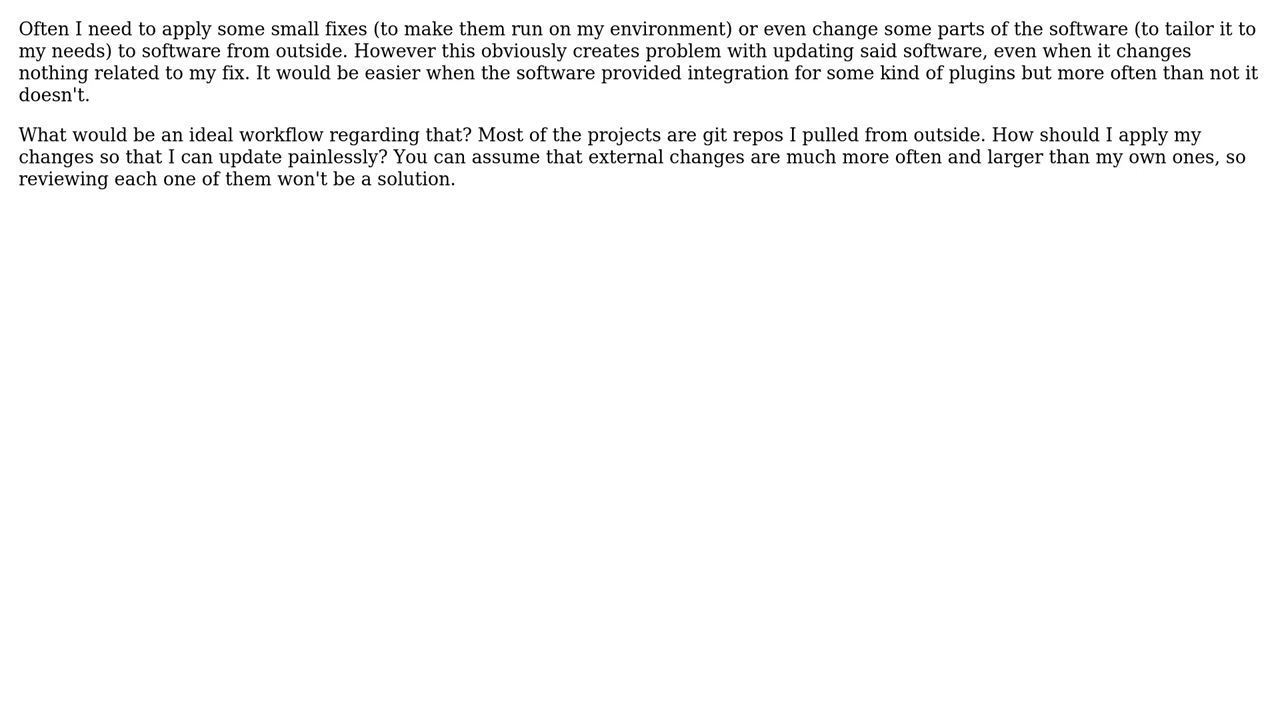 Often I need to apply some small fixes (to make them run on my environment) or even change some parts of the software (to tailor it to
my needs) to software from outside. However this obviously creates problem with updating said software, even when it changes
nothing related to my fix. It would be easier when the software provided integration for some kind of plugins but more often than not it
doesn't.
What would be an ideal workflow regarding that? Most of the projects are git repos I pulled from outside. How should I apply my
changes so that I can update painlessly? You can assume that external changes are much more often and larger than my own ones, so
reviewing each one of them won't be a solution.